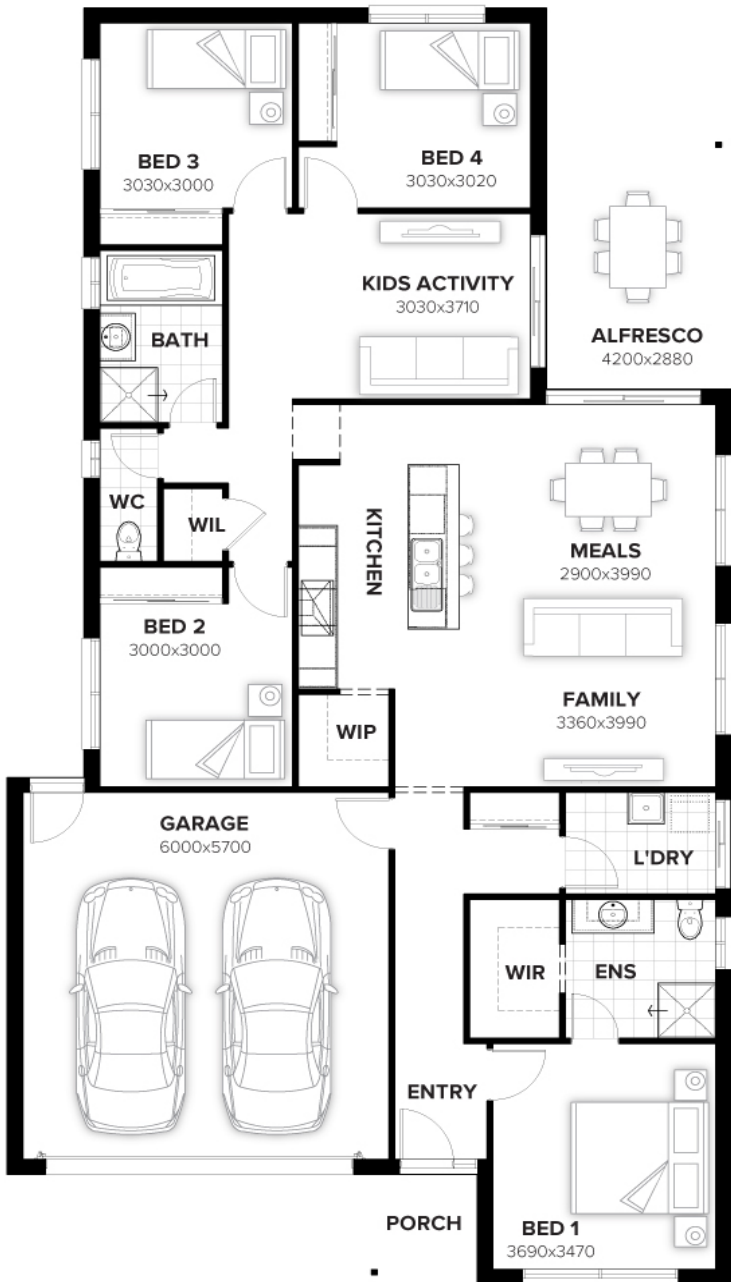 BED 3
3030x3000
BED 4
3030x3020
KIDS ACTIVITY
3030x3710
ALFRESCO
4200x2880
BATH
WC
WIL
KITCHEN
MEALS
2900x3990
BED 2
3000x3000
FAMILY
3360x3990
WIP
GARAGE
6000x5700
L'DRY
WIR
ENS
ENTRY
PORCH
BED 1
3690x3470